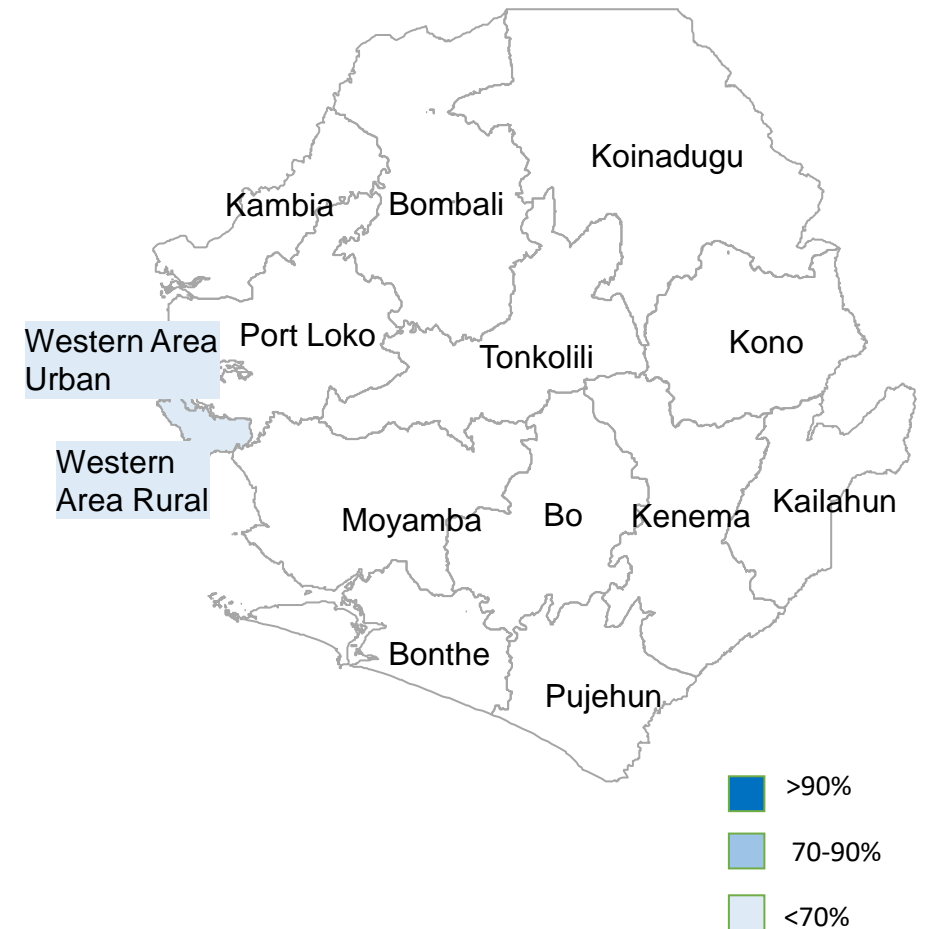 Koinadugu
Kambia
Bombali
Western Area
Urban
Port Loko
Tonkolili
Kono
Western
Area Rural
Moyamba
Bo
Kenema
Kailahun
Bonthe
Pujehun
>90%
70-90%
<70%